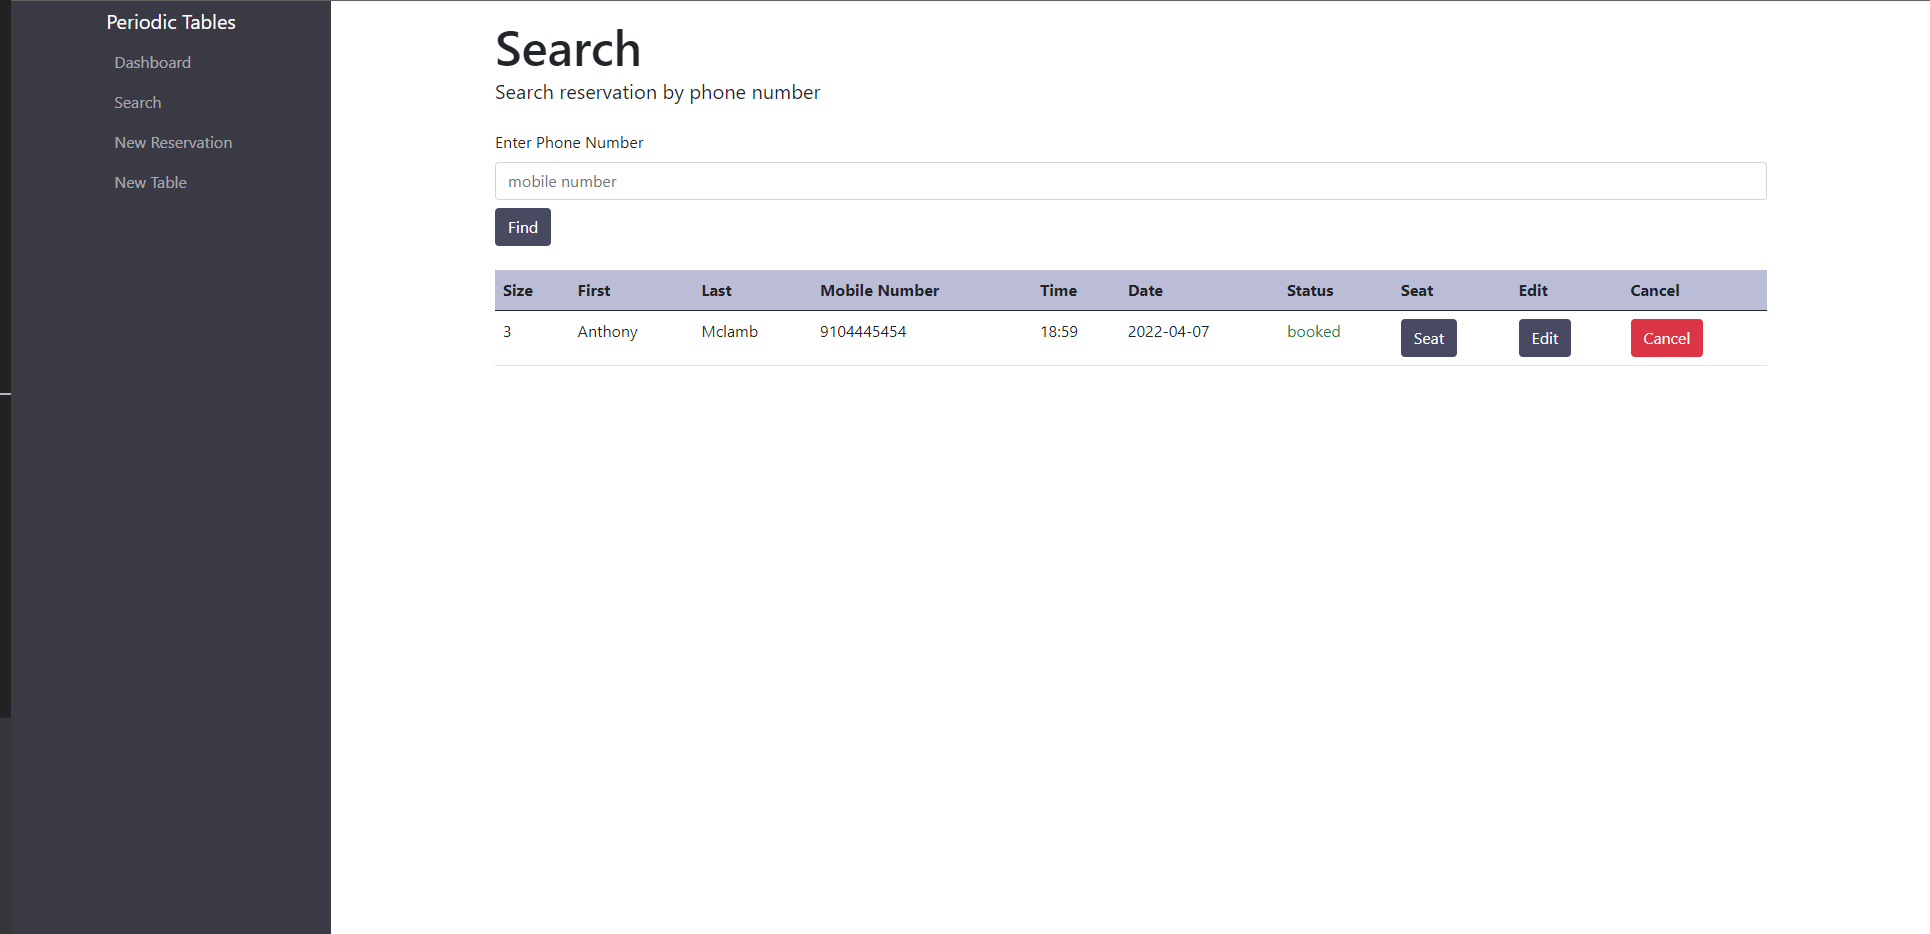 Periodic Tables
Dashboard
Search
New Reservation
New Table
Search
Search reservation by phone number
Enter Phone Number
mobile number
Find
Size First Last Mobile Number Time Date Status Seat Edit Cancel
3 Anthony Mclamb 9104445454 18:59 2022-04-07 booked Seat Edit Cancel